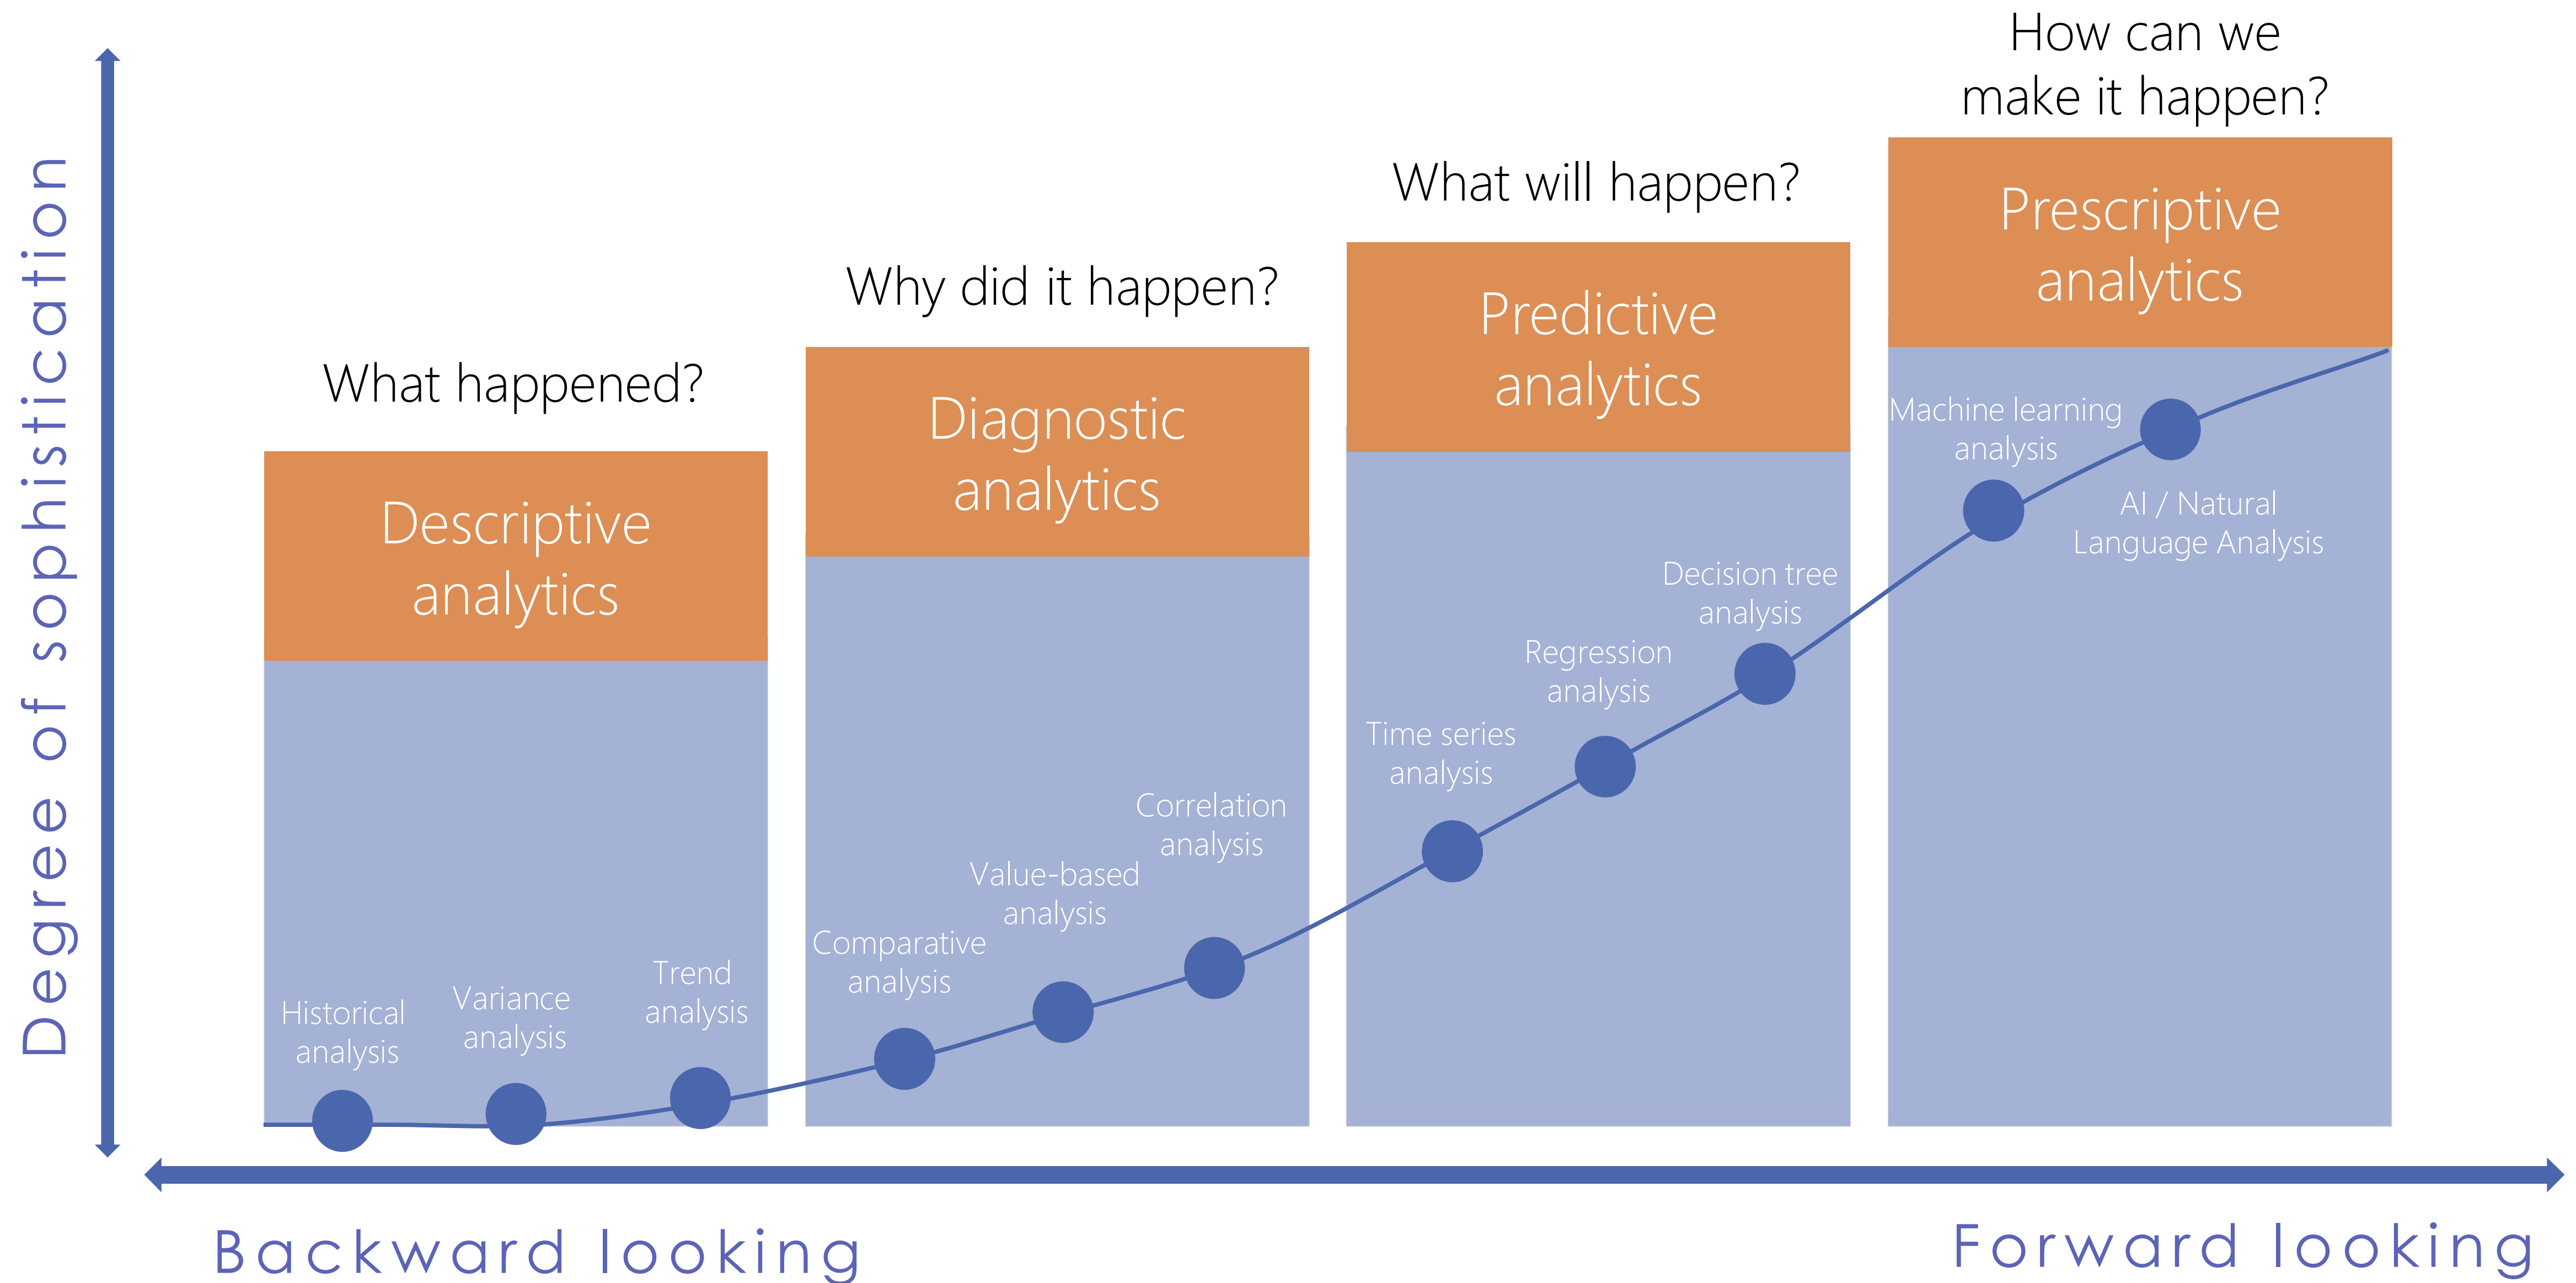 Degree of sophistication
What happened?
Descriptive
analytics
Historical
analysis
Variance
analysis
Trend
analysis
Why did it happen?
Diagnostic
analytics
Comparative
analysis
Value-based
analysis
Correlation
analysis
What will happen?
Predictive
analytics
Time series
analysis
Regression
analysis
Decision tree
analysis
How can we
make it happen?
Prescriptive
analytics
Machine learning
analysis
AI / Natural
Language Analysis
Backward looking
Forward looking